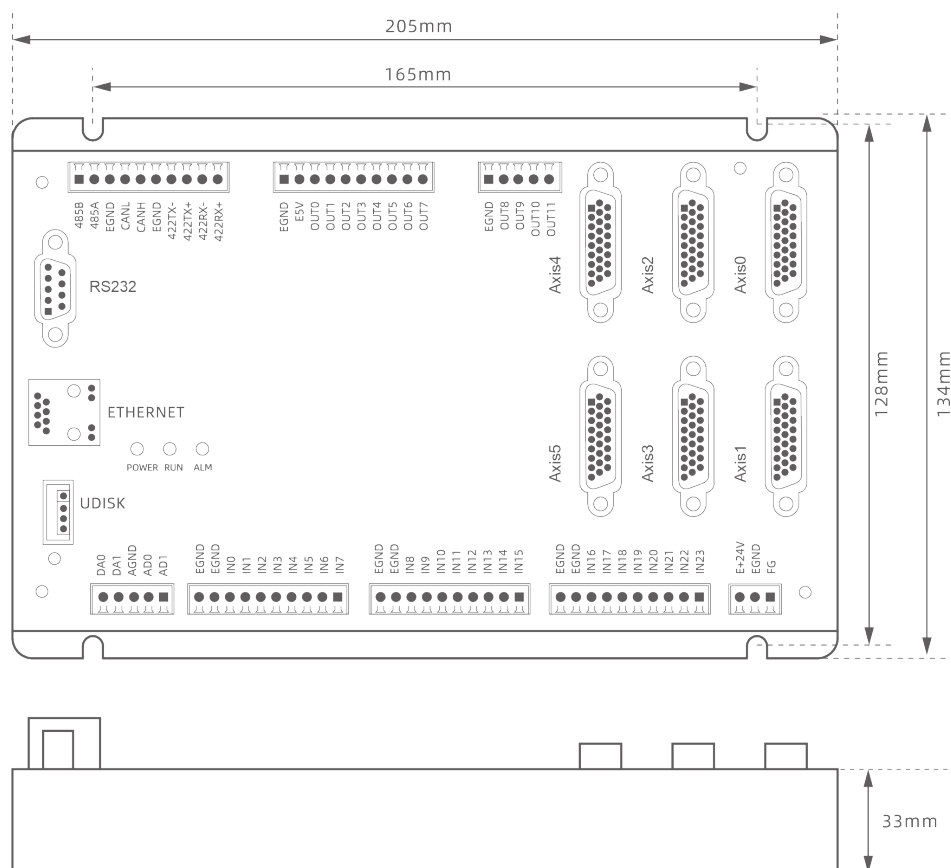 205mm
165mm
485B
485A
EGND
CANL
CANH
EGND
422TX-
422TX+
422RX-
422RX+
EGND
E5V
OUT0
OUT1
OUT2
OUT3
OUT4
OUT5
OUT6
OUT7
EGND
OUT8
OUT9
OUT10
OUT11
Axis4
Axis2
Axis0
RS232
128mm
134mm
ETHERNET
POWER RUN ALM
Axis5
Axis3
Axis1
UDISK
DA0
DA1
AGND
AD0
AD1
EGND
EGND
IN0
IN1
IN2
IN3
IN4
IN5
IN6
IN7
EGND
EGND
IN8
IN9
IN10
IN11
IN12
IN13
IN14
IN15
EGND
EGND
IN16
IN17
IN18
IN19
IN20
IN21
IN22
IN23
E+24V
EGND
FG
33mm